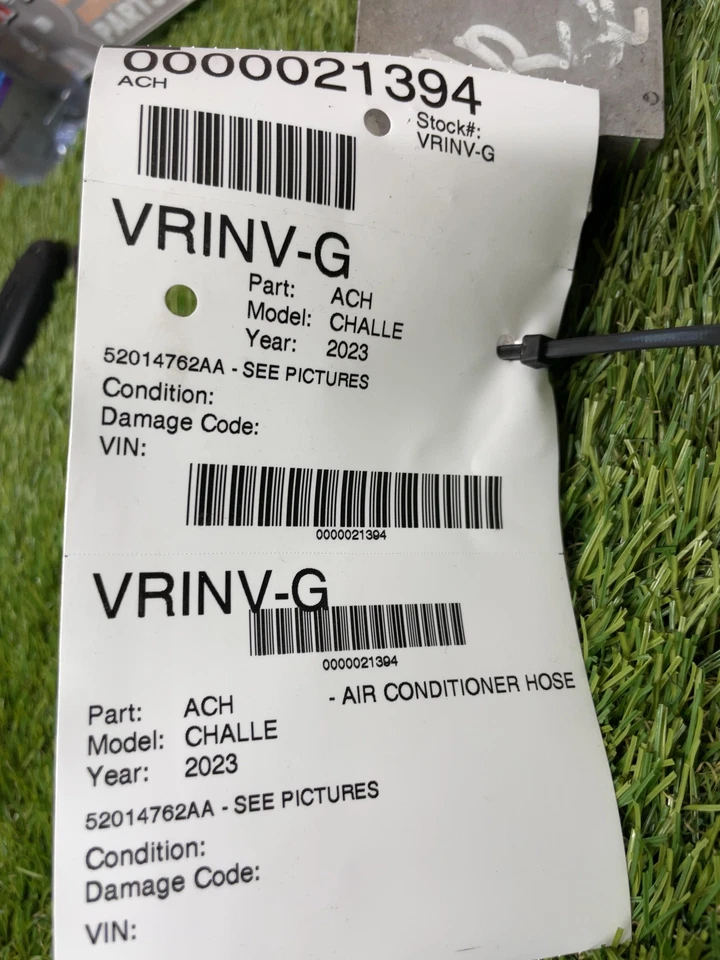 0000021394
ACH
Stock#:
VRINV-G
VRINV-G
Part: ACH
Model: CHALLE
Year: 2023
52014762AA - SEE PICTURES
Condition:
Damage Code:
VIN:
0000021394
VRINV-G
0000021394
Part: ACH - AIR CONDITIONER HOSE
Model: CHALLE
Year: 2023
52014762AA - SEE PICTURES
Condition:
Damage Code:
VIN: